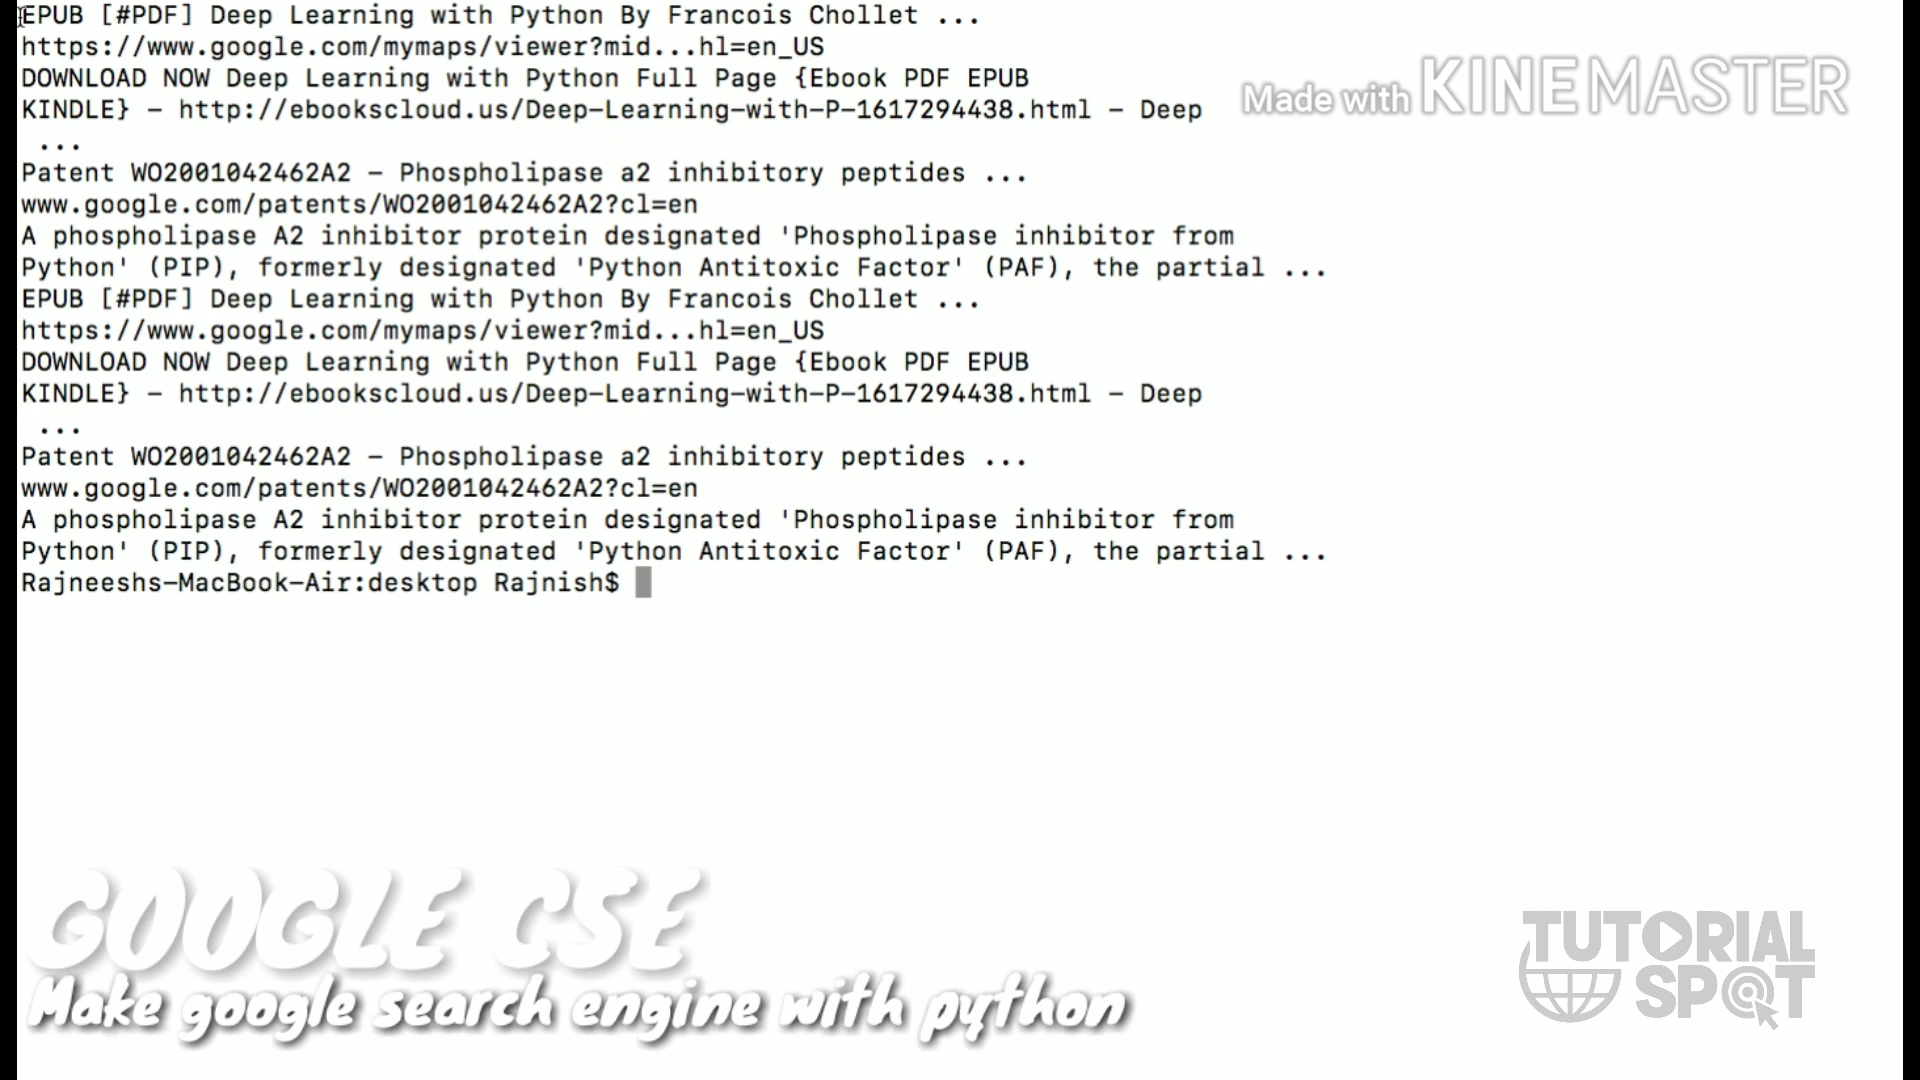 EPUB [#PDF] Deep Learning with Python By Francois Chollet ...
https://www.google.com/mymaps/viewer?mid...hl=en_US
DOWNLOAD NOW Deep Learning with Python Full Page {Ebook PDF EPUB
KINDLE} – http://ebookscloud.us/Deep–Learning–with–P–1617294438.html – Deep
...
Patent WO2001042462A2 – Phospholipase a2 inhibitory peptides ...
www.google.com/patents/WO2001042462A2?cl=en
A phospholipase A2 inhibitor protein designated 'Phospholipase inhibitor from
Python' (PIP), formerly designated 'Python Antitoxic Factor' (PAF), the partial ...
EPUB [#PDF] Deep Learning with Python By Francois Chollet ...
https://www.google.com/mymaps/viewer?mid...hl=en_US
DOWNLOAD NOW Deep Learning with Python Full Page {Ebook PDF EPUB
KINDLE} – http://ebookscloud.us/Deep–Learning–with–P–1617294438.html – Deep
...
Patent WO2001042462A2 – Phospholipase a2 inhibitory peptides ...
www.google.com/patents/WO2001042462A2?cl=en
A phospholipase A2 inhibitor protein designated 'Phospholipase inhibitor from
Python' (PIP), formerly designated 'Python Antitoxic Factor' (PAF), the partial ...
Rajneeshs–MacBook–Air:desktop Rajnish$
Made with KINEMASTER
GOOGLE CSE
Make google search engine with python
TUTORIAL
SPOT